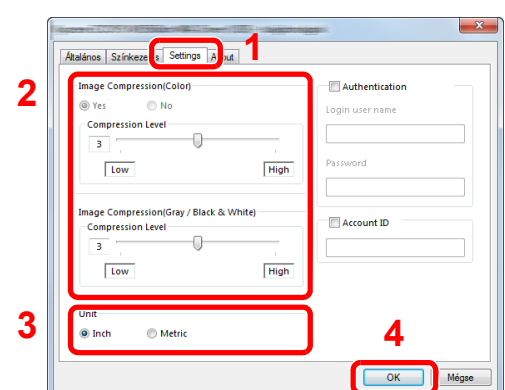 1
Általános Színkezelés Settings About
2
Image Compression(Color)
Yes No
Compression Level
3
Low High
Image Compression(Gray / Black & White)
Compression Level
3
Low High
Authentication
Login user name
Password
Account ID
3
Unit
Inch Metric
4
OK Mégse